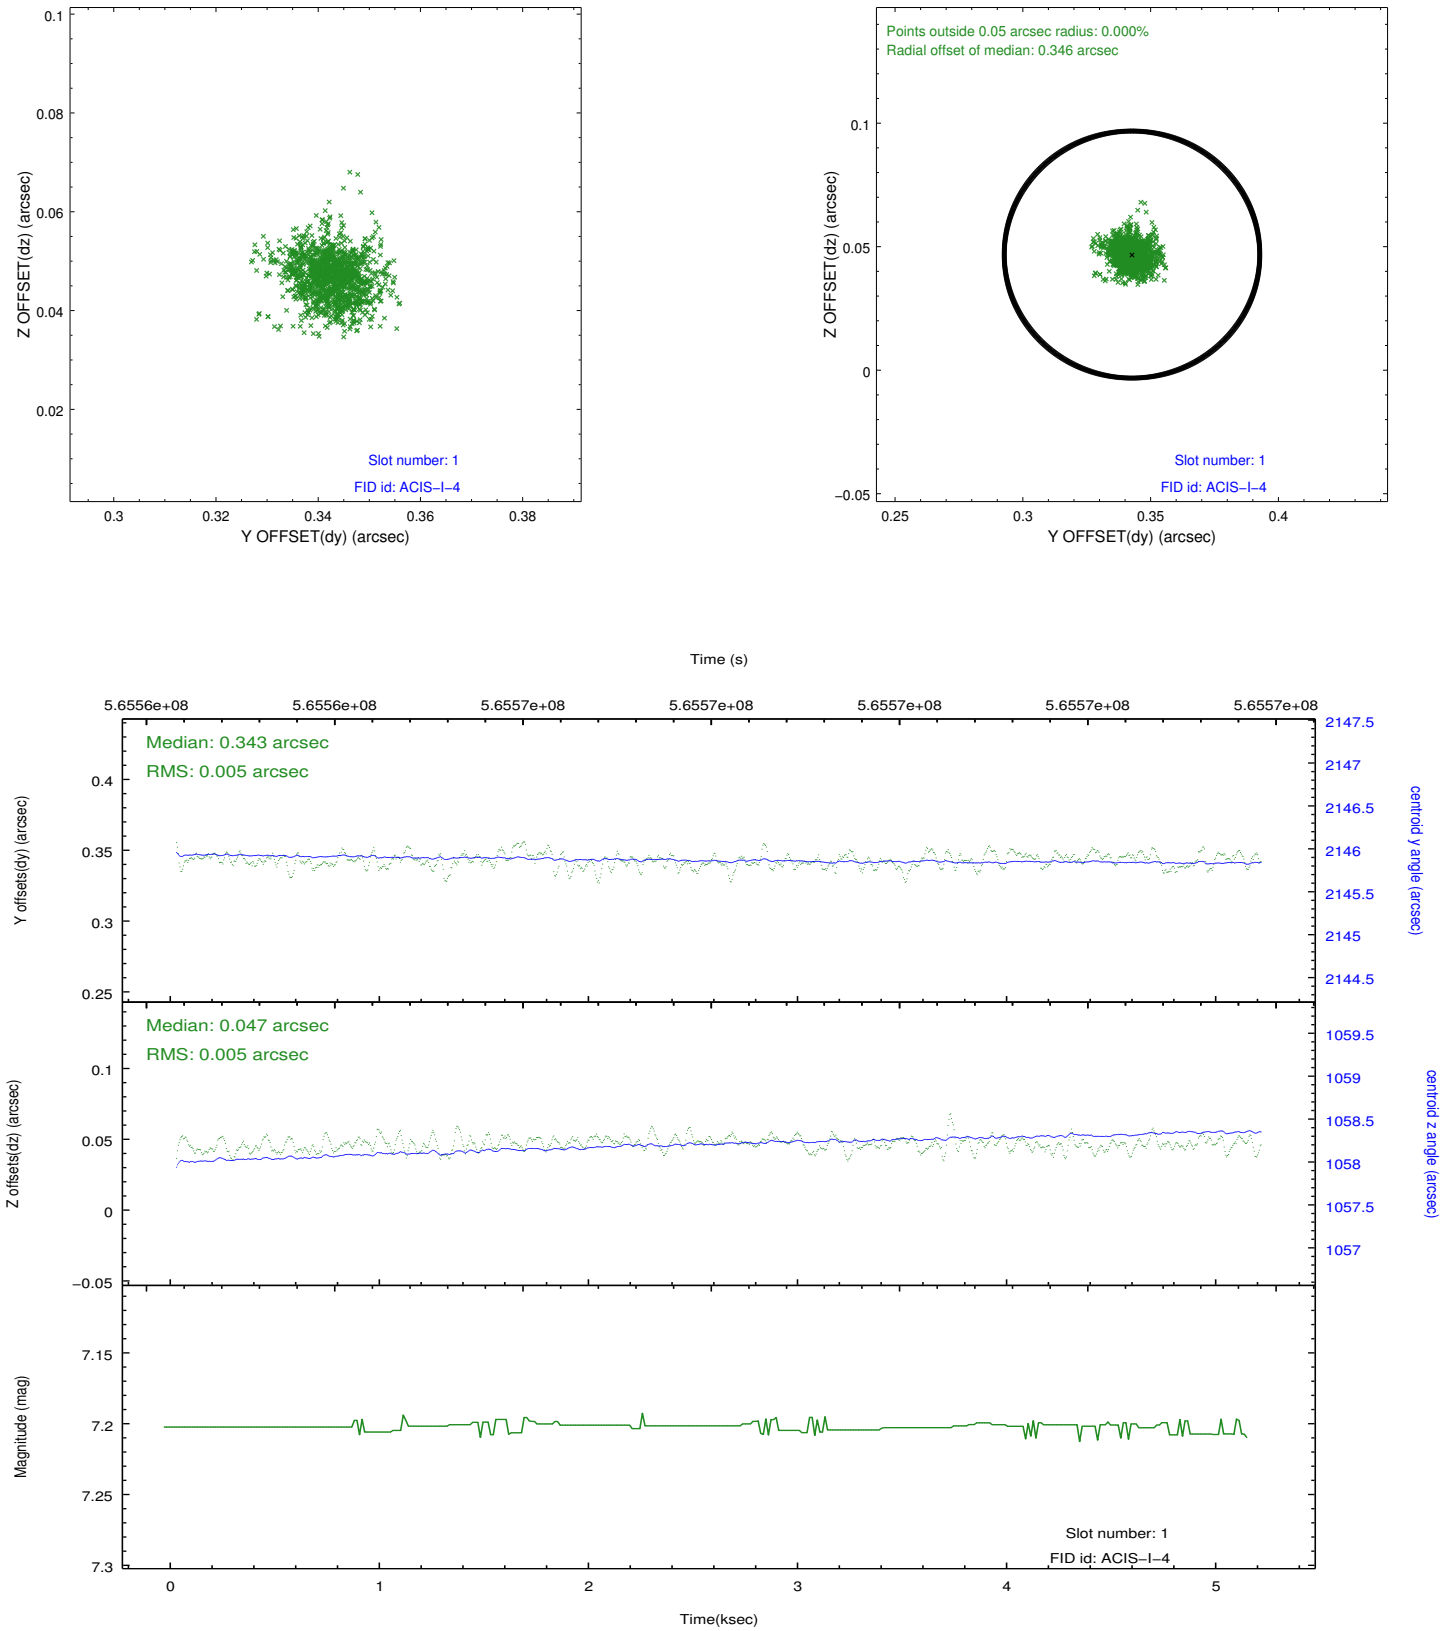 0.1
0.08
0.06
0.04
0.02
Z OFFSET(dz) (arcsec)
Slot number: 1
FID id: ACIS−I−4
0.3 0.32 0.34 0.36 0.38
Y OFFSET(dy) (arcsec)
Points outside 0.05 arcsec radius: 0.000%
Radial offset of median: 0.346 arcsec
0.1
0.05
0
−0.05
Z OFFSET(dz) (arcsec)
Slot number: 1
FID id: ACIS−I−4
0.25 0.3 0.35 0.4
Y OFFSET(dy) (arcsec)
Time (s)
5.6556e+08 5.6556e+08 5.6557e+08 5.6557e+08 5.6557e+08 5.6557e+08 5.6557e+08
Median: 0.343 arcsec
RMS: 0.005 arcsec
0.4
0.35
0.3
0.25
Y offsets(dy) (arcsec)
2147.5
2147
2146.5
2146
2145.5
2145
2144.5
centroid y angle (arcsec)
Median: 0.047 arcsec
RMS: 0.005 arcsec
0.1
0.05
0
−0.05
Z offsets(dz) (arcsec)
1059.5
1059
1058.5
1058
1057.5
1057
centroid z angle (arcsec)
7.15
7.2
7.25
7.3
Magnitude (mag)
Slot number: 1
FID id: ACIS−I−4
0 1 2 3 4 5
Time(ksec)